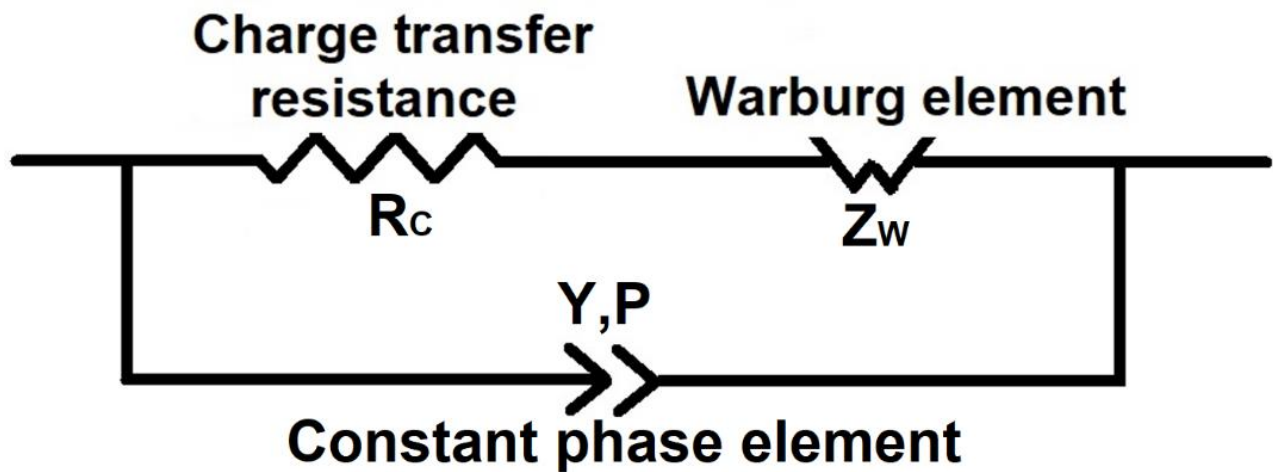 Charge transfer
resistance
Warburg element
Rc
Zw
Y,P
Constant phase element